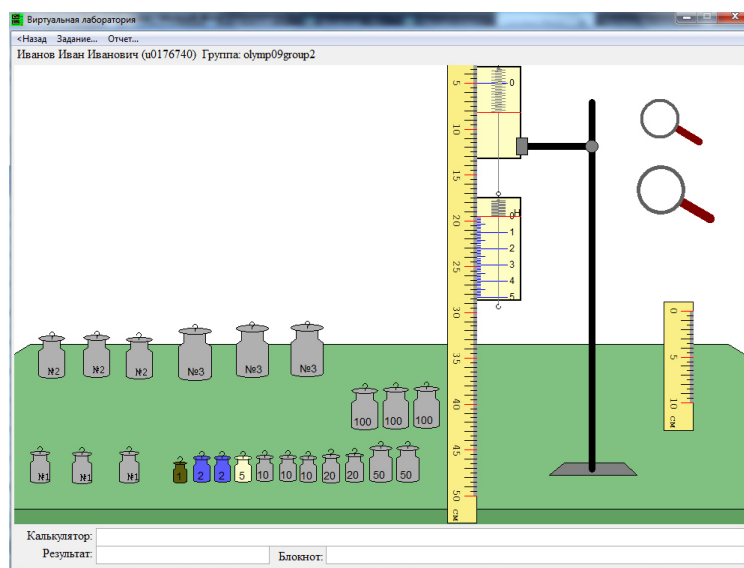 Виртуальная лаборатория
<Назад Задание... Отчет...
Иванов Иван Иванович (u0176740) Группа: olymp09group2
5
10
15
20
25
30
35
40
45
50
см
0
0 Н
1
2
3
4
5
0
5
10
см
№2 №2 №2 №3 №3 №3
100 100 100
№1 №1 №1 1 2 2 5 10 10 10 20 20 50 50
Калькулятор:
Результат: Блокнот: